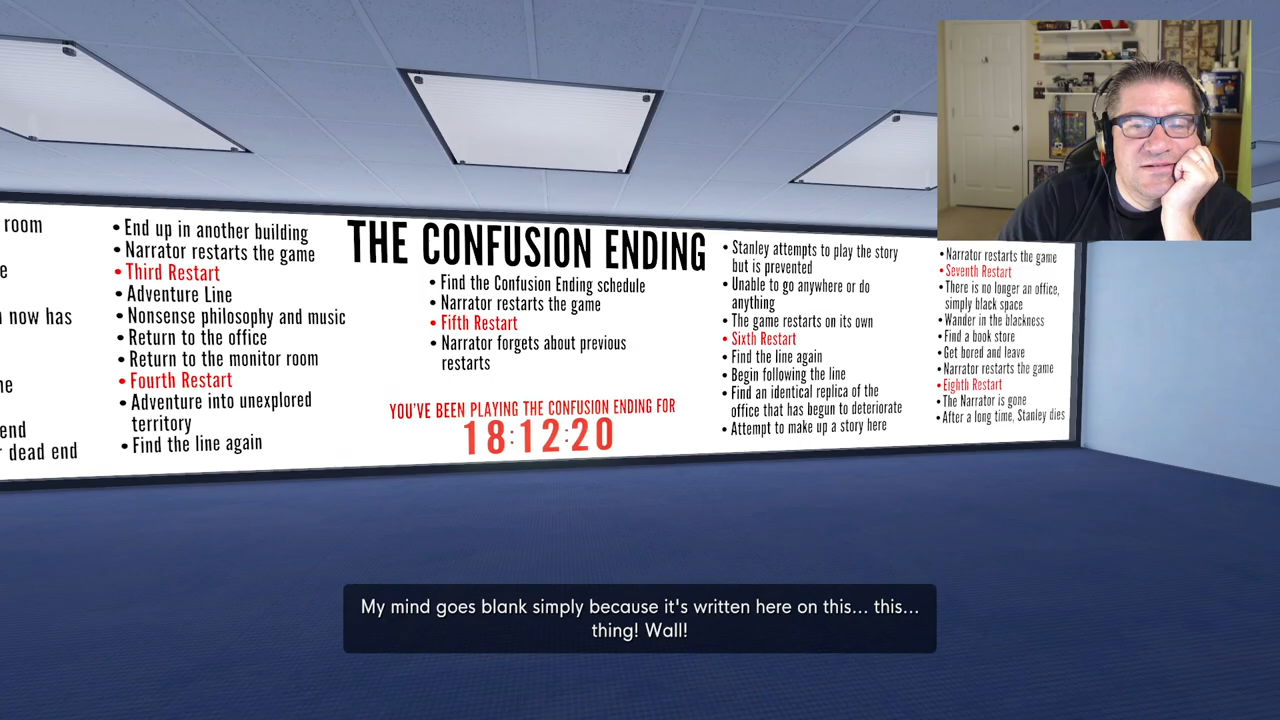 room
e
now has
ne
end
dead end
• End up in another building
• Narrator restarts the game
• Third Restart
• Adventure Line
• Nonsense philosophy and music
• Return to the office
• Return to the monitor room
• Fourth Restart
• Adventure into unexplored
territory
• Find the line again
THE CONFUSION ENDING
• Find the Confusion Ending schedule
• Narrator restarts the game
• Fifth Restart
• Narrator forgets about previous
restarts
YOU'VE BEEN PLAYING THE CONFUSION ENDING FOR
18:12:20
• Stanley attempts to play the story
but is prevented
• Unable to go anywhere or do
anything
• The game restarts on its own
• Sixth Restart
• Find the line again
• Begin following the line
• Find an identical replica of the
office that has begun to deteriorate
• Attempt to make up a story here
• Narrator restarts the game
• Seventh Restart
• There is no longer an office,
simply black space
• Wander in the blackness
• Find a book store
• Get bored and leave
• Narrator restarts the game
• Eighth Restart
• The Narrator is gone
• After a long time, Stanley dies
My mind goes blank simply because it's written here on this... this...
thing! Wall!